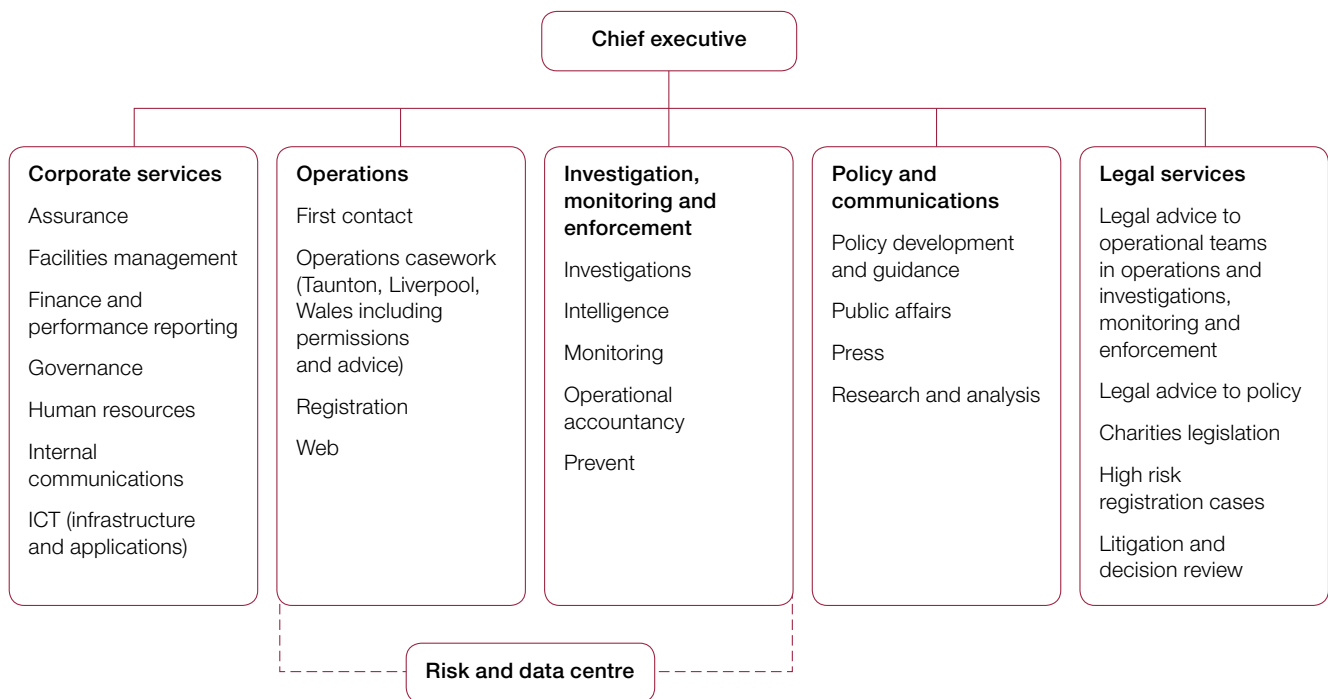 Chief executive
Corporate services
Assurance
Facilities management
Finance and
performance reporting
Governance
Human resources
Internal
communications
ICT (infrastructure
and applications)
Operations
First contact
Operations casework
(Taunton, Liverpool,
Wales including
permissions
and advice)
Registration
Web
Investigation,
monitoring and
enforcement
Investigations
Intelligence
Monitoring
Operational
accountancy
Prevent
Policy and
communications
Policy development
and guidance
Public affairs
Press
Research and analysis
Legal services
Legal advice to
operational teams
in operations and
investigations,
monitoring and
enforcement
Legal advice to policy
Charities legislation
High risk
registration cases
Litigation and
decision review
Risk and data centre